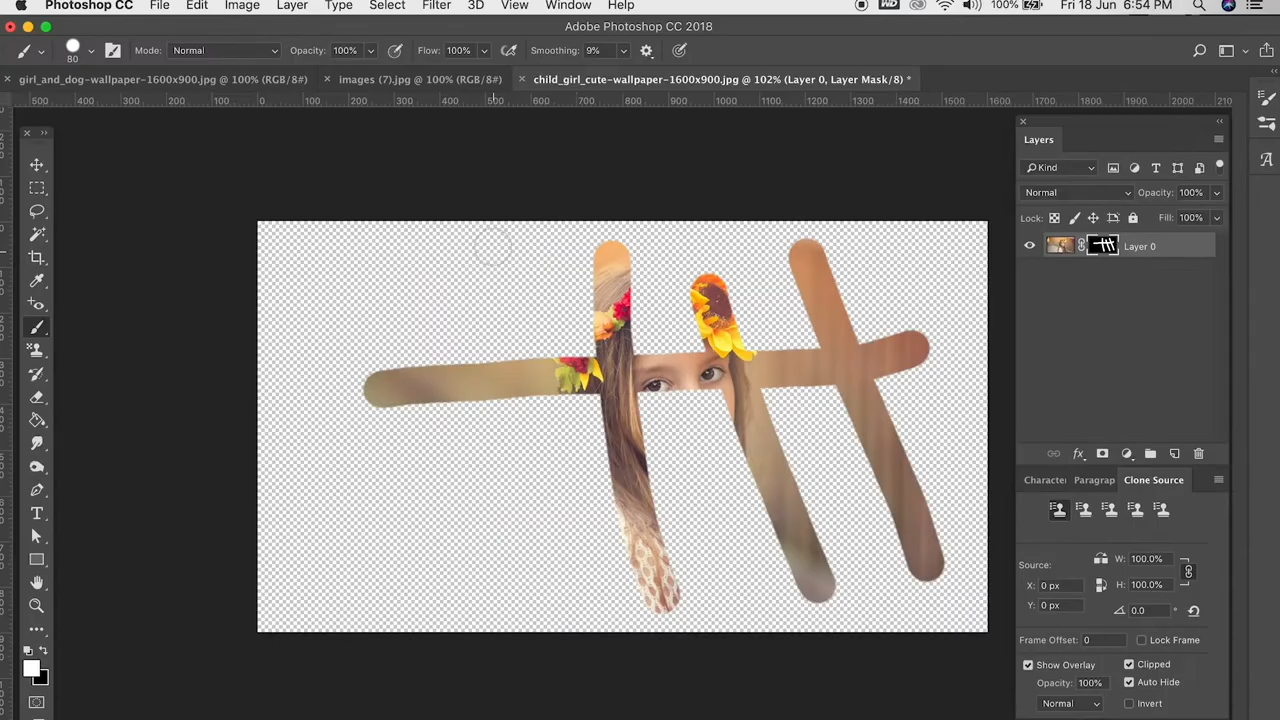 Photoshop CC File Edit Image Layer Type Select Filter 3D View Window Help 100% Fri 18 Jun 6:54 PM
Adobe Photoshop CC 2018
80 Mode: Normal Opacity: 100% Flow: 100% Smoothing: 9%
girl_and_dog-wallpaper-1600x900.jpg @ 100% (RGB/8#) images (7).jpg @ 100% (RGB/8#) child_girl_cute-wallpaper-1600x900.jpg @ 102% (Layer 0, Layer Mask/8) *
500 400 300 200 100 0 100 200 300 400 500 600 700 800 900 1000 1100 1200 1300 1400 1500 1600 1700 1800 1900 2000 210
Layers
Kind
Normal Opacity: 100%
Lock: Fill: 100%
Layer 0
Character Paragrap Clone Source
Source: W: 100.0%
X: 0 px H: 100.0%
Y: 0 px 0.0 °
Frame Offset: 0 Lock Frame
Show Overlay Clipped
Opacity: 100% Auto Hide
Normal Invert